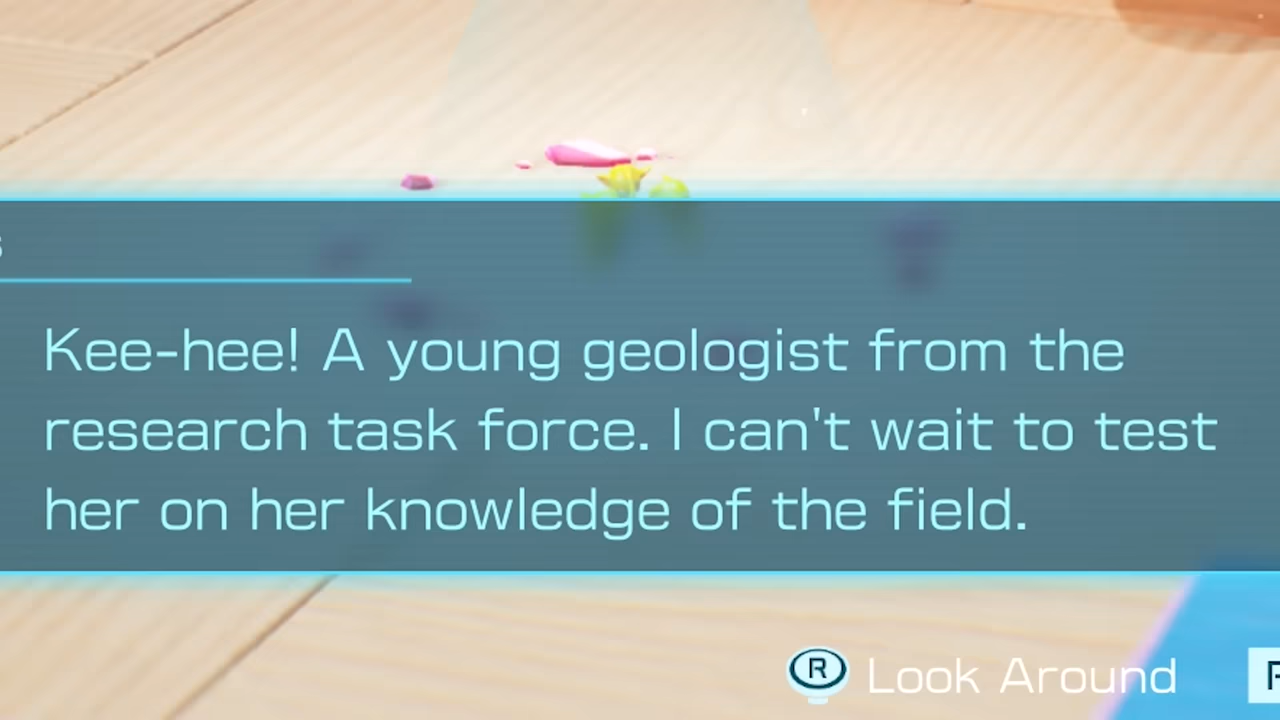 Kee-hee! A young geologist from the
research task force. I can't wait to test
her on her knowledge of the field.
R Look Around